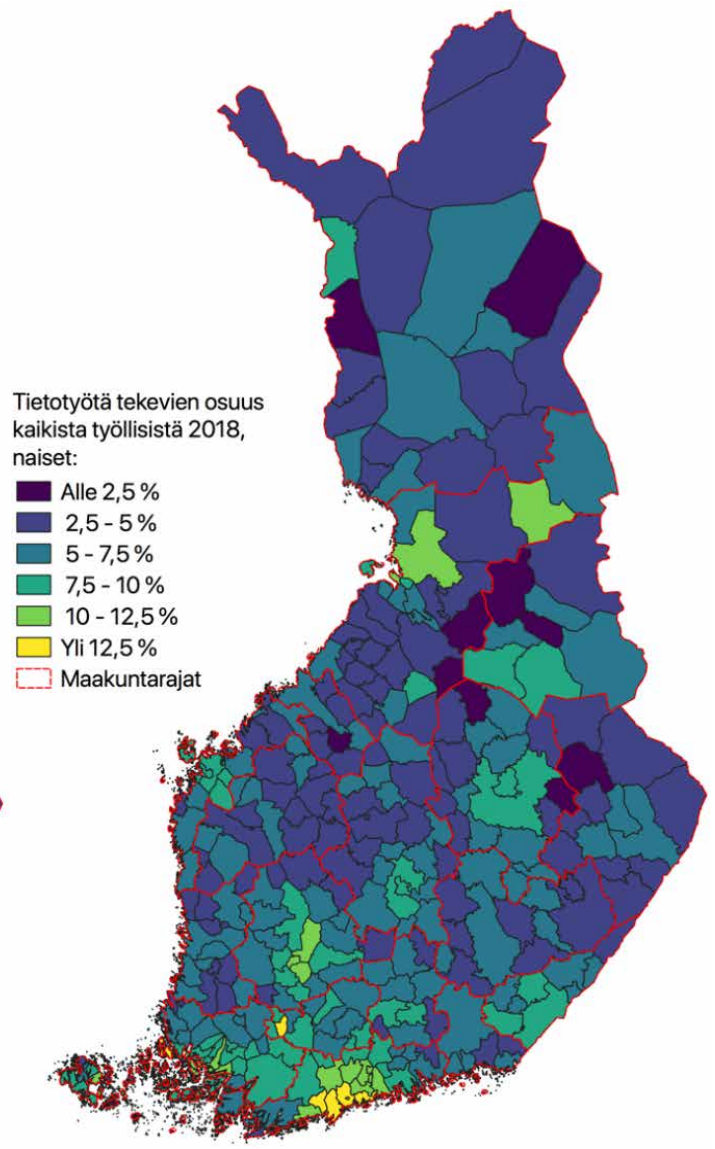 Tietotyötä tekevien osuus
kaikista työllisistä 2018,
naiset:
Alle 2,5 %
2,5 - 5 %
5 - 7,5 %
7,5 - 10 %
10 - 12,5 %
Yli 12,5 %
Maakuntarajat